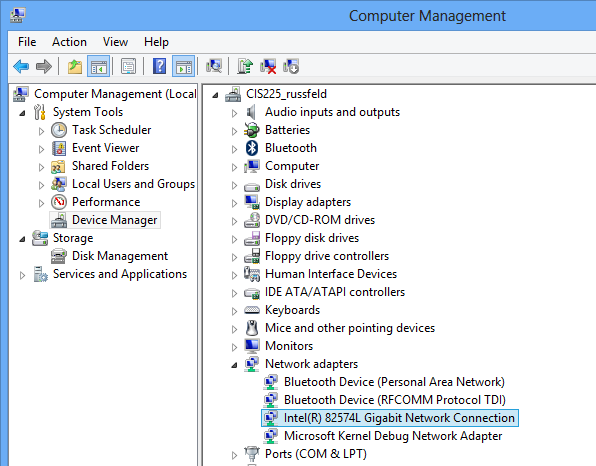 Computer Management
File Action View Help
Computer Management (Local
System Tools
Task Scheduler
Event Viewer
Shared Folders
Local Users and Groups
Performance
Device Manager
Storage
Disk Management
Services and Applications
CIS225_russfeld
Audio inputs and outputs
Batteries
Bluetooth
Computer
Disk drives
Display adapters
DVD/CD-ROM drives
Floppy disk drives
Floppy drive controllers
Human Interface Devices
IDE ATA/ATAPI controllers
Keyboards
Mice and other pointing devices
Monitors
Network adapters
Bluetooth Device (Personal Area Network)
Bluetooth Device (RFCOMM Protocol TDI)
Intel(R) 82574L Gigabit Network Connection
Microsoft Kernel Debug Network Adapter
Ports (COM & LPT)